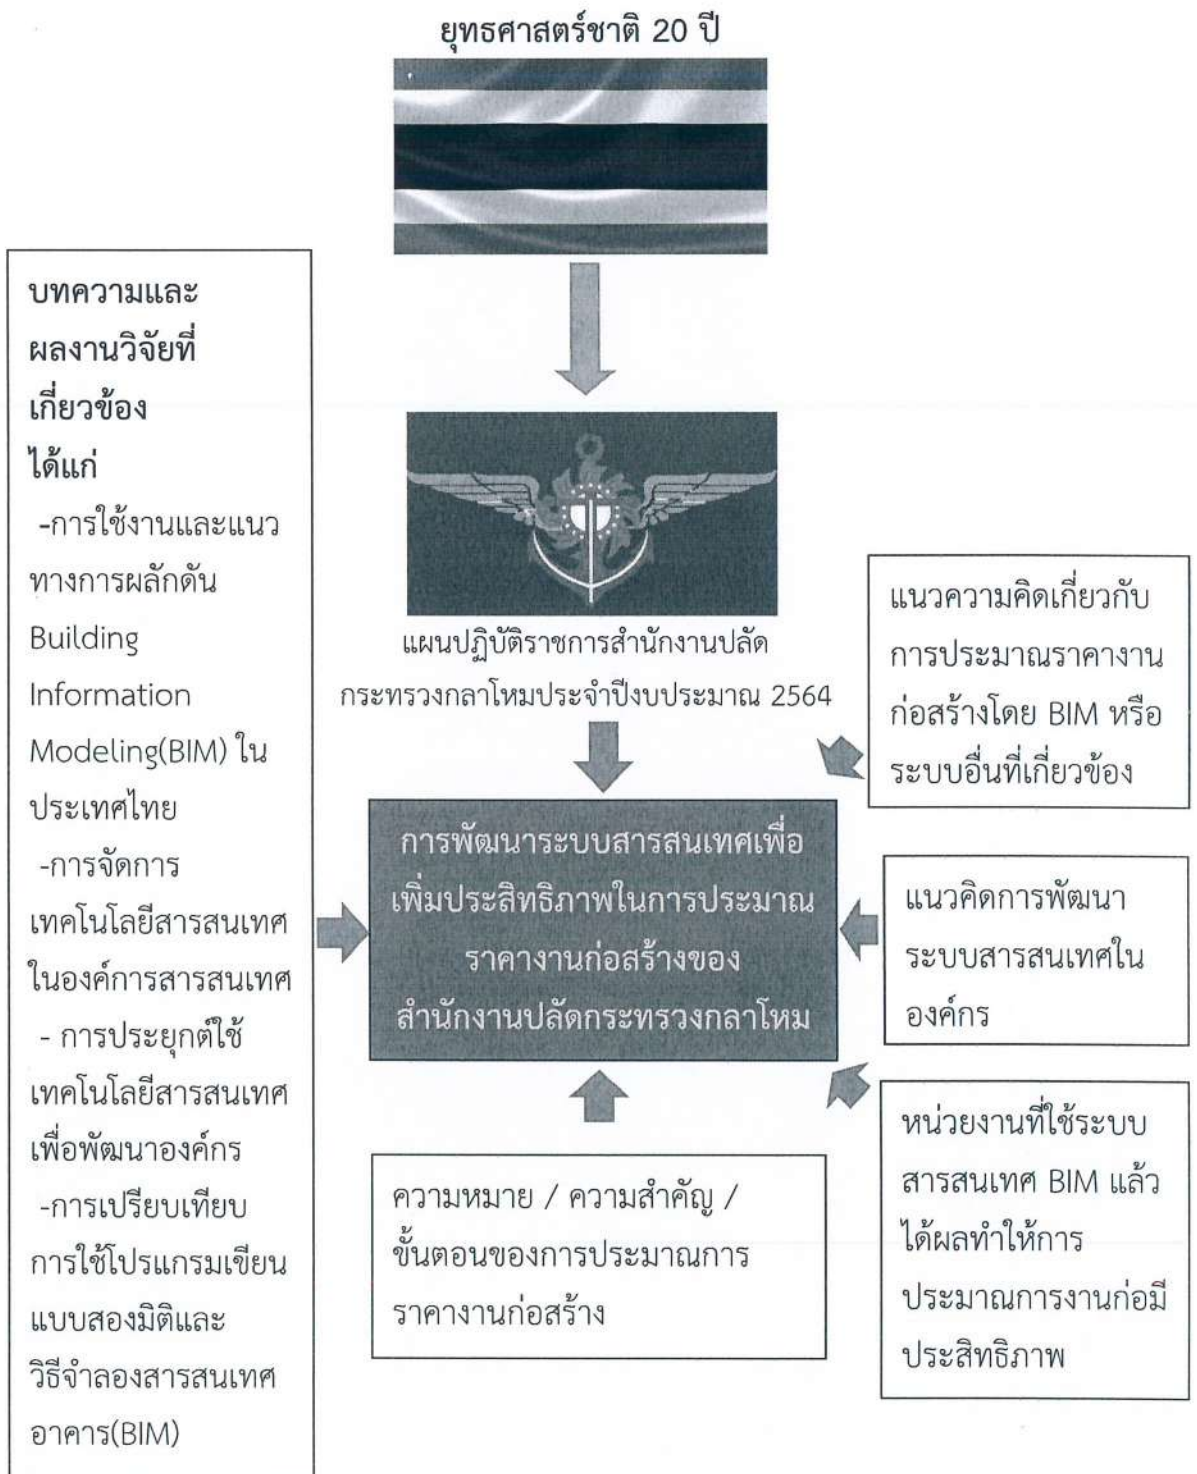 ยุทธศาสตร์ชาติ 20 ปี
บทความและ
ผลงานวิจัยที่
เกี่ยวข้อง
ได้แก่
-การใช้งานและแนว
ทางการผลักดัน
Building
Information
Modeling(BIM) ใน
ประเทศไทย
-การจัดการ
เทคโนโลยีสารสนเทศ
ในองค์การสารสนเทศ
- การประยุกต์ใช้
เทคโนโลยีสารสนเทศ
เพื่อพัฒนาองค์กร
-การเปรียบเทียบ
การใช้โปรแกรมเขียน
แบบสองมิติและ
วิธีจำลองสารสนเทศ
อาคาร(BIM)
แผนปฏิบัติราชการสำนักงานปลัด
กระทรวงกลาโหมประจำปีงบประมาณ 2564
การพัฒนาระบบสารสนเทศเพื่อ
เพิ่มประสิทธิภาพในการประมาณ
ราคางานก่อสร้างของ
สำนักงานปลัดกระทรวงกลาโหม
ความหมาย / ความสำคัญ /
ขั้นตอนของการประมาณการ
ราคางานก่อสร้าง
แนวความคิดเกี่ยวกับ
การประมาณราคางาน
ก่อสร้างโดย BIM หรือ
ระบบอื่นที่เกี่ยวข้อง
แนวคิดการพัฒนา
ระบบสารสนเทศใน
องค์กร
หน่วยงานที่ใช้ระบบ
สารสนเทศ BIM แล้ว
ได้ผลทำให้การ
ประมาณการงานก่อมี
ประสิทธิภาพ